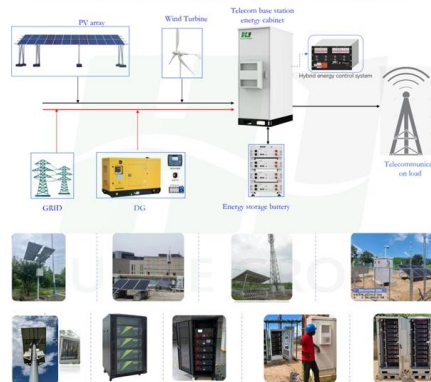 Telecom base station
energy cabinet
Wind Turbine
PV array
Hybrid energy control system
Telecommunicati
on load
GRID
DG
Energy storage battery